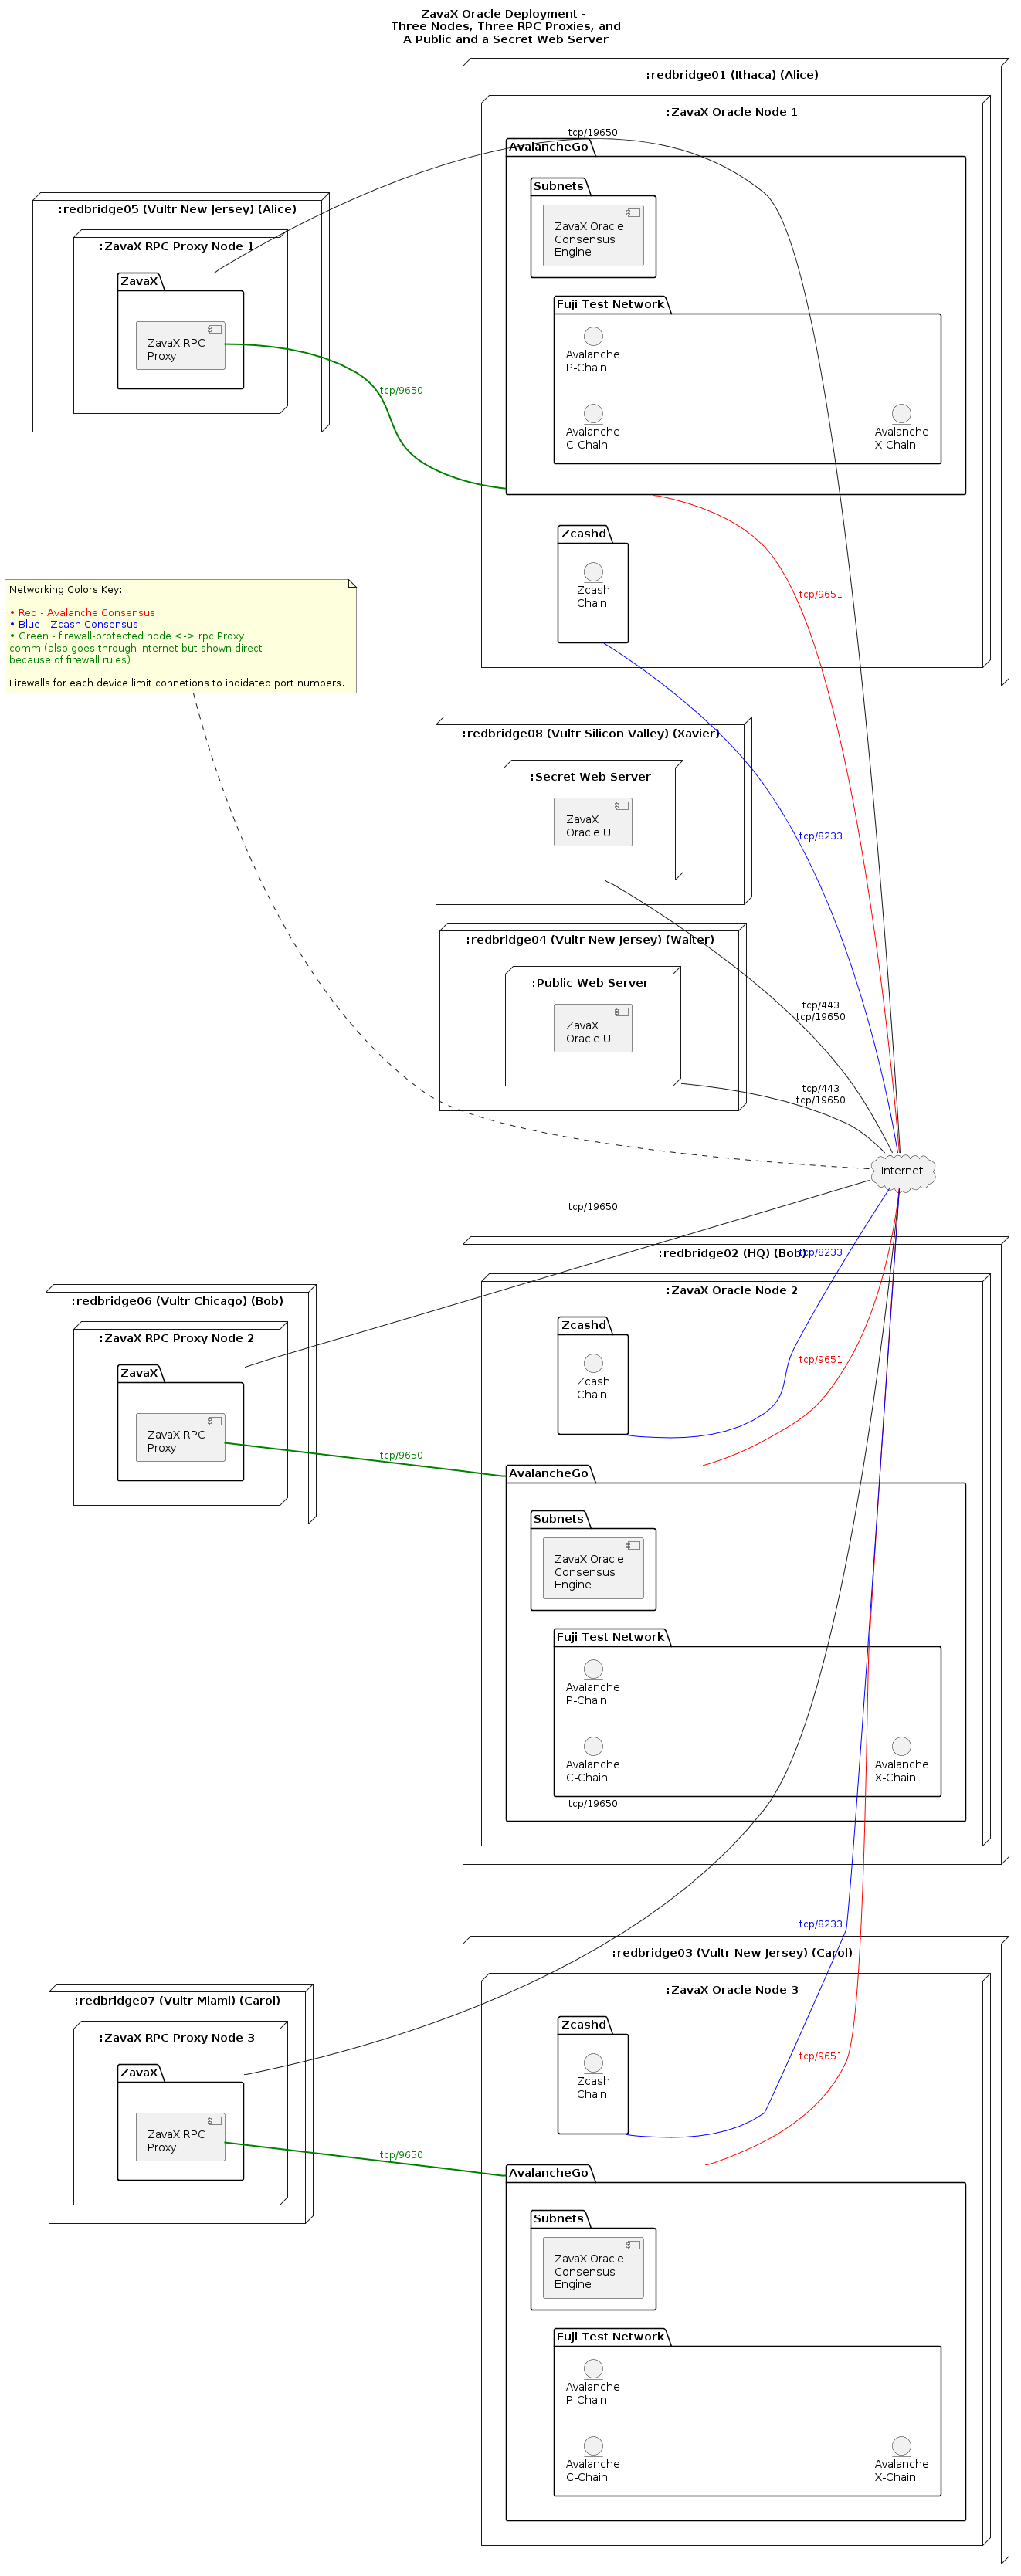 ZavaX Oracle Deployment -
Three Nodes, Three RPC Proxies, and
A Public and a Secret Web Server
:redbridge01 (Ithaca) (Alice)
:ZavaX Oracle Node 1
tcp/19650
AvalancheGo
Subnets
ZavaX Oracle
Consensus
Engine
Fuji Test Network
Avalanche
P-Chain
Avalanche
C-Chain
Avalanche
X-Chain
:redbridge05 (Vultr New Jersey) (Alice)
:ZavaX RPC Proxy Node 1
ZavaX
ZavaX RPC
Proxy
tcp/9650
Zcashd
Zcash
Chain
tcp/9651
Networking Colors Key:
• Red - Avalanche Consensus
• Blue - Zcash Consensus
• Green - firewall-protected node <-> rpc Proxy
comm (also goes through Internet but shown direct
because of firewall rules)
Firewalls for each device limit connetions to indidated port numbers.
:redbridge08 (Vultr Silicon Valley) (Xavier)
:Secret Web Server
ZavaX
Oracle UI
tcp/8233
:redbridge04 (Vultr New Jersey) (Walter)
:Public Web Server
ZavaX
Oracle UI
tcp/443
tcp/19650
tcp/443
tcp/19650
Internet
tcp/19650
:redbridge02 (HQ) (Bob)
tcp/8233
:ZavaX Oracle Node 2
Zcashd
Zcash
Chain
tcp/9651
:redbridge06 (Vultr Chicago) (Bob)
:ZavaX RPC Proxy Node 2
ZavaX
ZavaX RPC
Proxy
tcp/9650
AvalancheGo
Subnets
ZavaX Oracle
Consensus
Engine
Fuji Test Network
Avalanche
P-Chain
Avalanche
C-Chain
Avalanche
X-Chain
tcp/19650
tcp/8233
:redbridge03 (Vultr New Jersey) (Carol)
:ZavaX Oracle Node 3
Zcashd
Zcash
Chain
tcp/9651
:redbridge07 (Vultr Miami) (Carol)
:ZavaX RPC Proxy Node 3
ZavaX
ZavaX RPC
Proxy
tcp/9650
AvalancheGo
Subnets
ZavaX Oracle
Consensus
Engine
Fuji Test Network
Avalanche
P-Chain
Avalanche
C-Chain
Avalanche
X-Chain